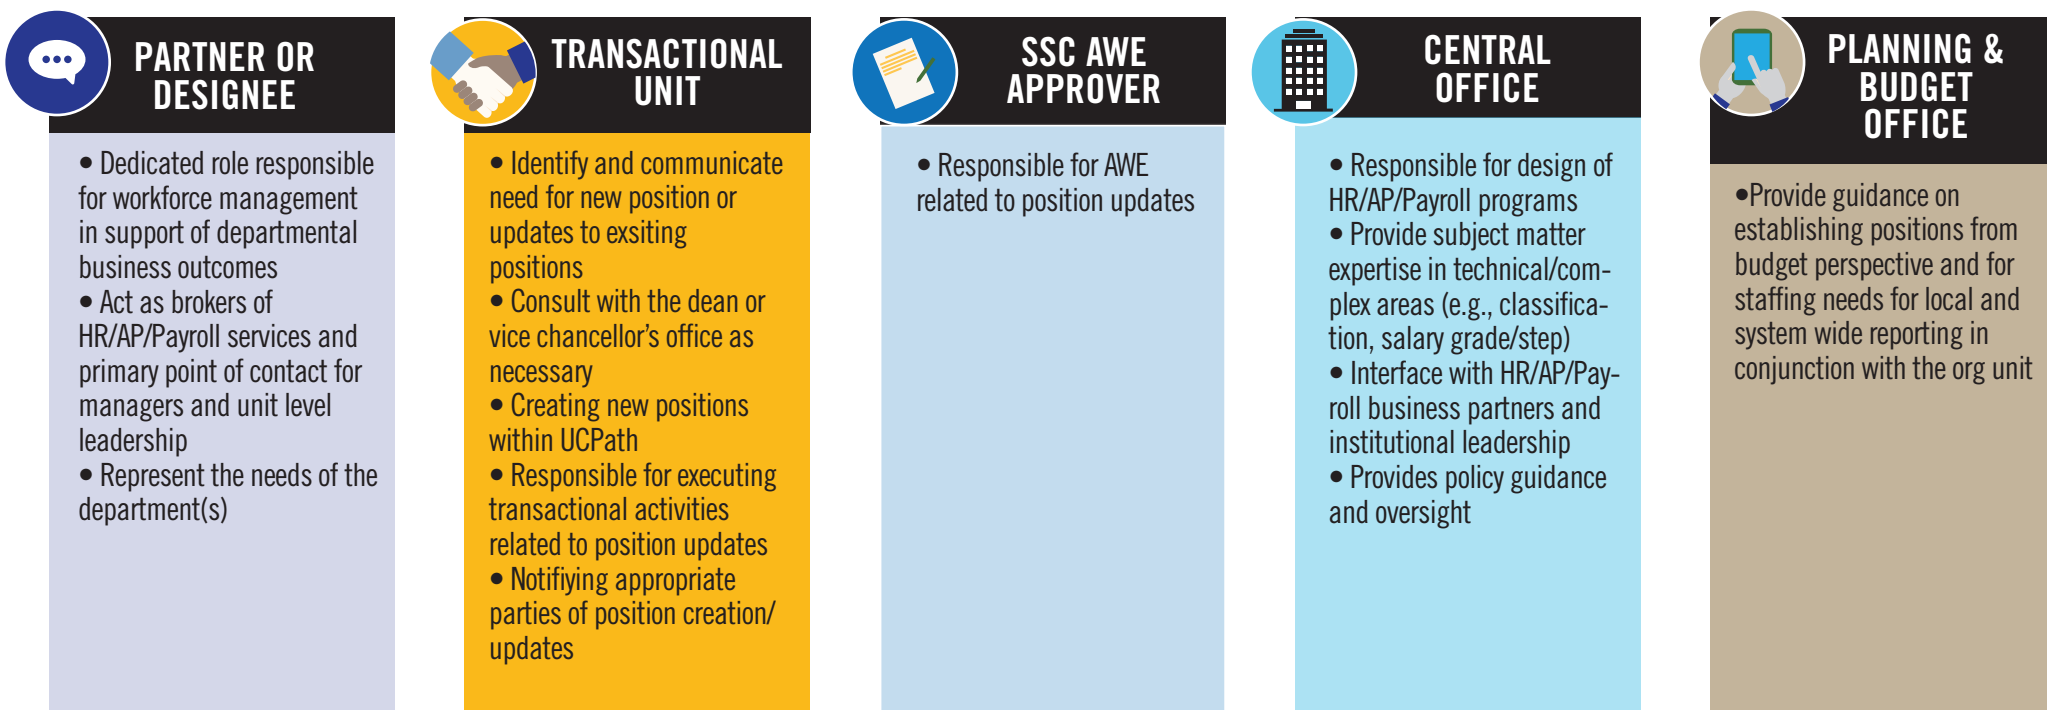 PARTNER OR
DESIGNEE
• Dedicated role responsible
for workforce management
in support of departmental
business outcomes
• Act as brokers of
HR/AP/Payroll services and
primary point of contact for
managers and unit level
leadership
• Represent the needs of the
department(s)
TRANSACTIONAL
UNIT
• Identify and communicate
need for new position or
updates to exsiting
positions
• Consult with the dean or
vice chancellor’s office as
necessary
• Creating new positions
within UCPath
• Responsible for executing
transactional activities
related to position updates
• Notifiying appropriate
parties of position creation/
updates
SSC AWE
APPROVER
• Responsible for AWE
related to position updates
CENTRAL
OFFICE
• Responsible for design of
HR/AP/Payroll programs
• Provide subject matter
expertise in technical/com-
plex areas (e.g., classifica-
tion, salary grade/step)
• Interface with HR/AP/Pay-
roll business partners and
institutional leadership
• Provides policy guidance
and oversight
PLANNING &
BUDGET
OFFICE
•Provide guidance on
establishing positions from
budget perspective and for
staffing needs for local and
system wide reporting in
conjunction with the org unit